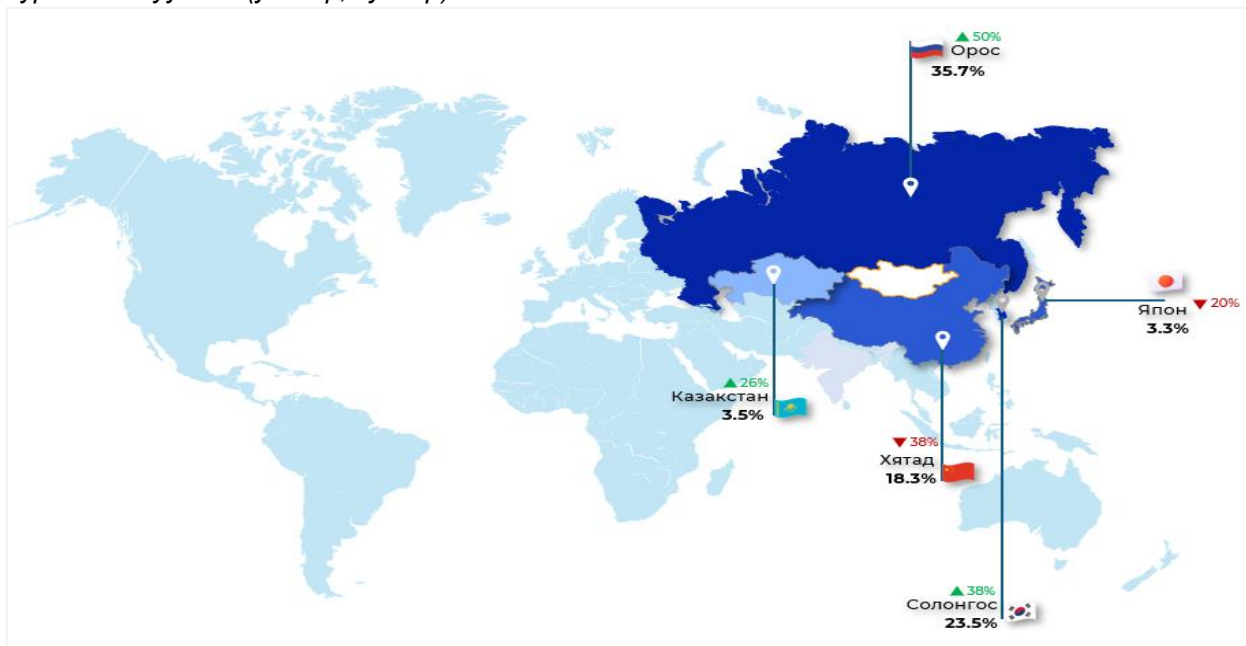 ▲ 50%
Орос
35.7%
Япон ▼ 20%
3.3%
▲ 26%
Казакстан
3.5%
▼ 38%
Хятад
18.3%
▲ 38%
Солонгос
23.5%